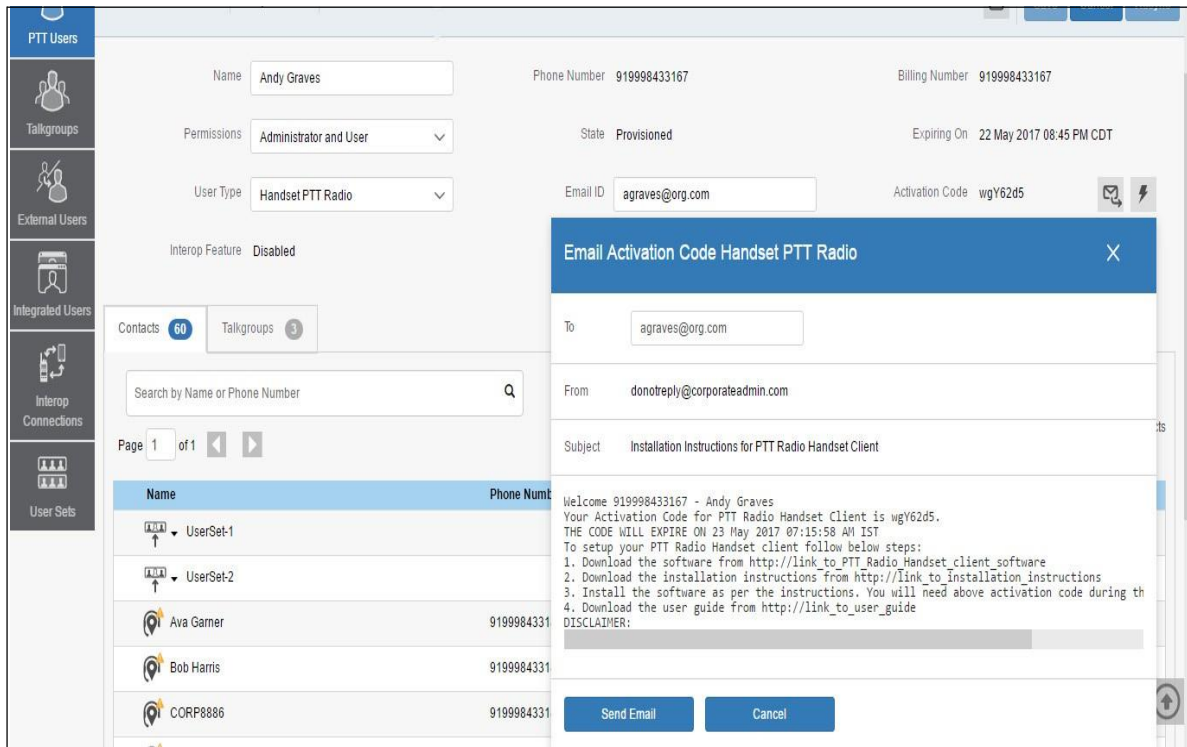 PTT Users
Talkgroups
External Users
Integrated Users
Interop
Connections
User Sets
Name Andy Graves Phone Number 919998433167 Billing Number 919998433167
Permissions Administrator and User State Provisioned Expiring On 22 May 2017 08:45 PM CDT
User Type Handset PTT Radio Email ID agraves@org.com Activation Code wgY62d5
Interop Feature Disabled
Contacts 60 Talkgroups 3
Search by Name or Phone Number
Page 1 of 1
Name Phone Numb
UserSet-1
UserSet-2
Ava Garner 919998433
Bob Harris 9199984331
CORP8886 9199984331
Email Activation Code Handset PTT Radio X
To agraves@org.com
From donotreply@corporateadmin.com
Subject Installation Instructions for PTT Radio Handset Client
Welcome 919998433167 - Andy Graves
Your Activation Code for PTT Radio Handset Client is wgY62d5.
THE CODE WILL EXPIRE ON 23 May 2017 07:15:58 AM IST
To setup your PTT Radio Handset client follow below steps:
1. Download the software from http://link_to_PTT_Radio_Handset_client_software
2. Download the installation instructions from http://link_to_installation_instructions
3. Install the software as per the instructions. You will need above activation code during th
4. Download the user guide from http://link_to_user_guide
DISCLAIMER:
Send Email Cancel